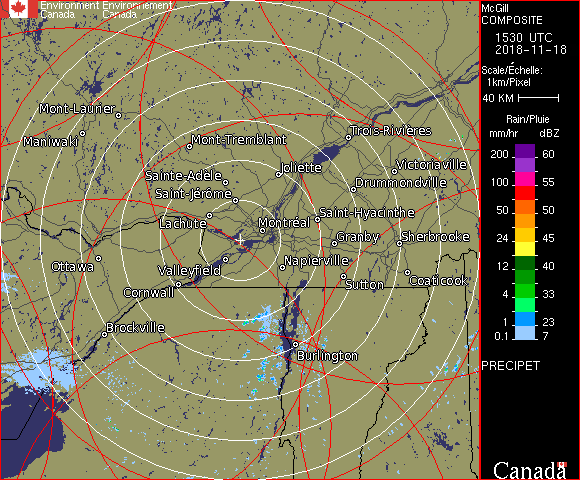 Environment Environnement
Canada Canada
McGill
COMPOSITE
1530 UTC
2018-11-18
Scale/Échelle:
1km/Pixel
40 KM
Rain/Pluie
mm/hr dBZ
200 60
150 57
100 55
50 50
24 45
12 40
4 33
1 23
0.1 7
PRECIPET
Canada
Mont-Laurier
Maniwaki
Mont-Tremblant
Trois-Rivières
Joliette
Victoriaville
Sainte-Adèle
Drummondville
Saint-Jérôme
Saint-Hyacinthe
Lachute
Montréal
Granby
Sherbrooke
Ottawa
Valleyfield
Napierville
Coaticook
Cornwall
Sutton
Brockville
Burlington